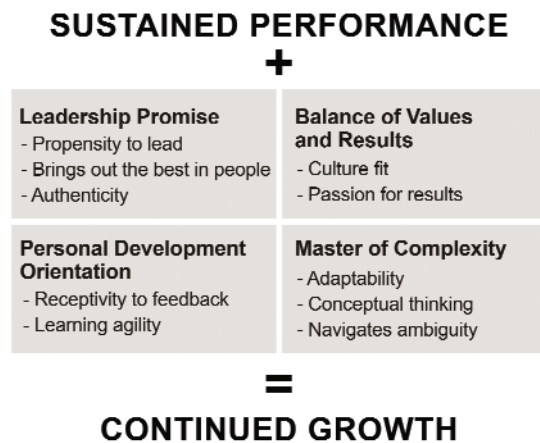 SUSTAINED PERFORMANCE
+
Leadership Promise
- Propensity to lead
- Brings out the best in people
- Authenticity
Balance of Values
and Results
- Culture fit
- Passion for results
Personal Development
Orientation
- Receptivity to feedback
- Learning agility
Master of Complexity
- Adaptability
- Conceptual thinking
- Navigates ambiguity
=
CONTINUED GROWTH